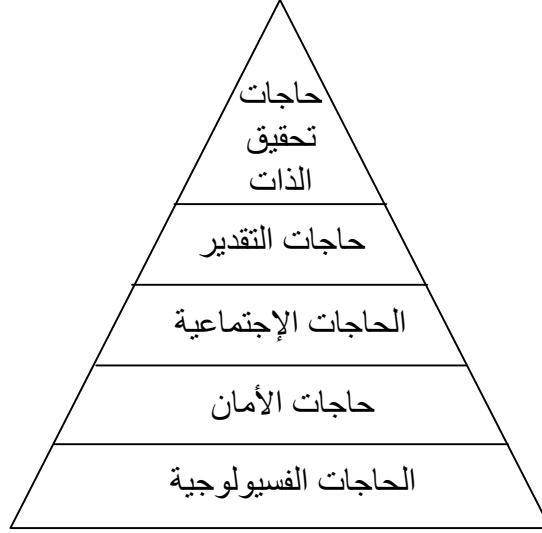 حاجات
تحقيق
الذات
حاجات التقدير
الحاجات الإجتماعية
حاجات الأمان
الحاجات الفسيولوجية